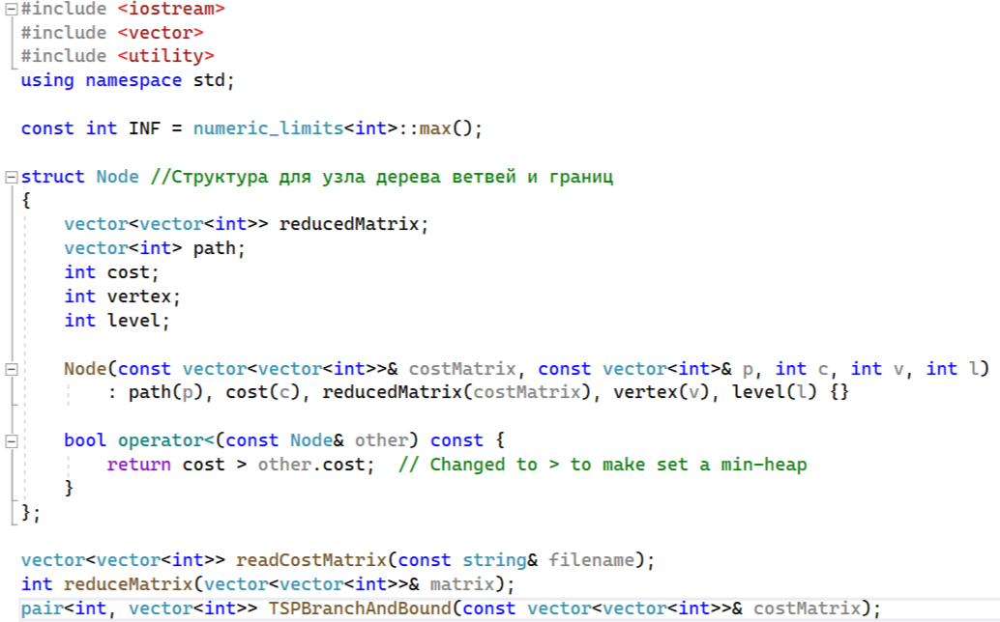 #include <iostream>
#include <vector>
#include <utility>
using namespace std;
const int INF = numeric_limits<int>::max();
struct Node //Структура для узла дерева ветвей и границ
{
vector<vector<int>> reducedMatrix;
vector<int> path;
int cost;
int vertex;
int level;
Node(const vector<vector<int>>& costMatrix, const vector<int>& p, int c, int v, int l)
: path(p), cost(c), reducedMatrix(costMatrix), vertex(v), level(l) {}
bool operator<(const Node& other) const {
return cost > other.cost; // Changed to > to make set a min-heap
}
};
vector<vector<int>> readCostMatrix(const string& filename);
int reduceMatrix(vector<vector<int>>& matrix);
pair<int, vector<int>> TSPBranchAndBound(const vector<vector<int>>& costMatrix);